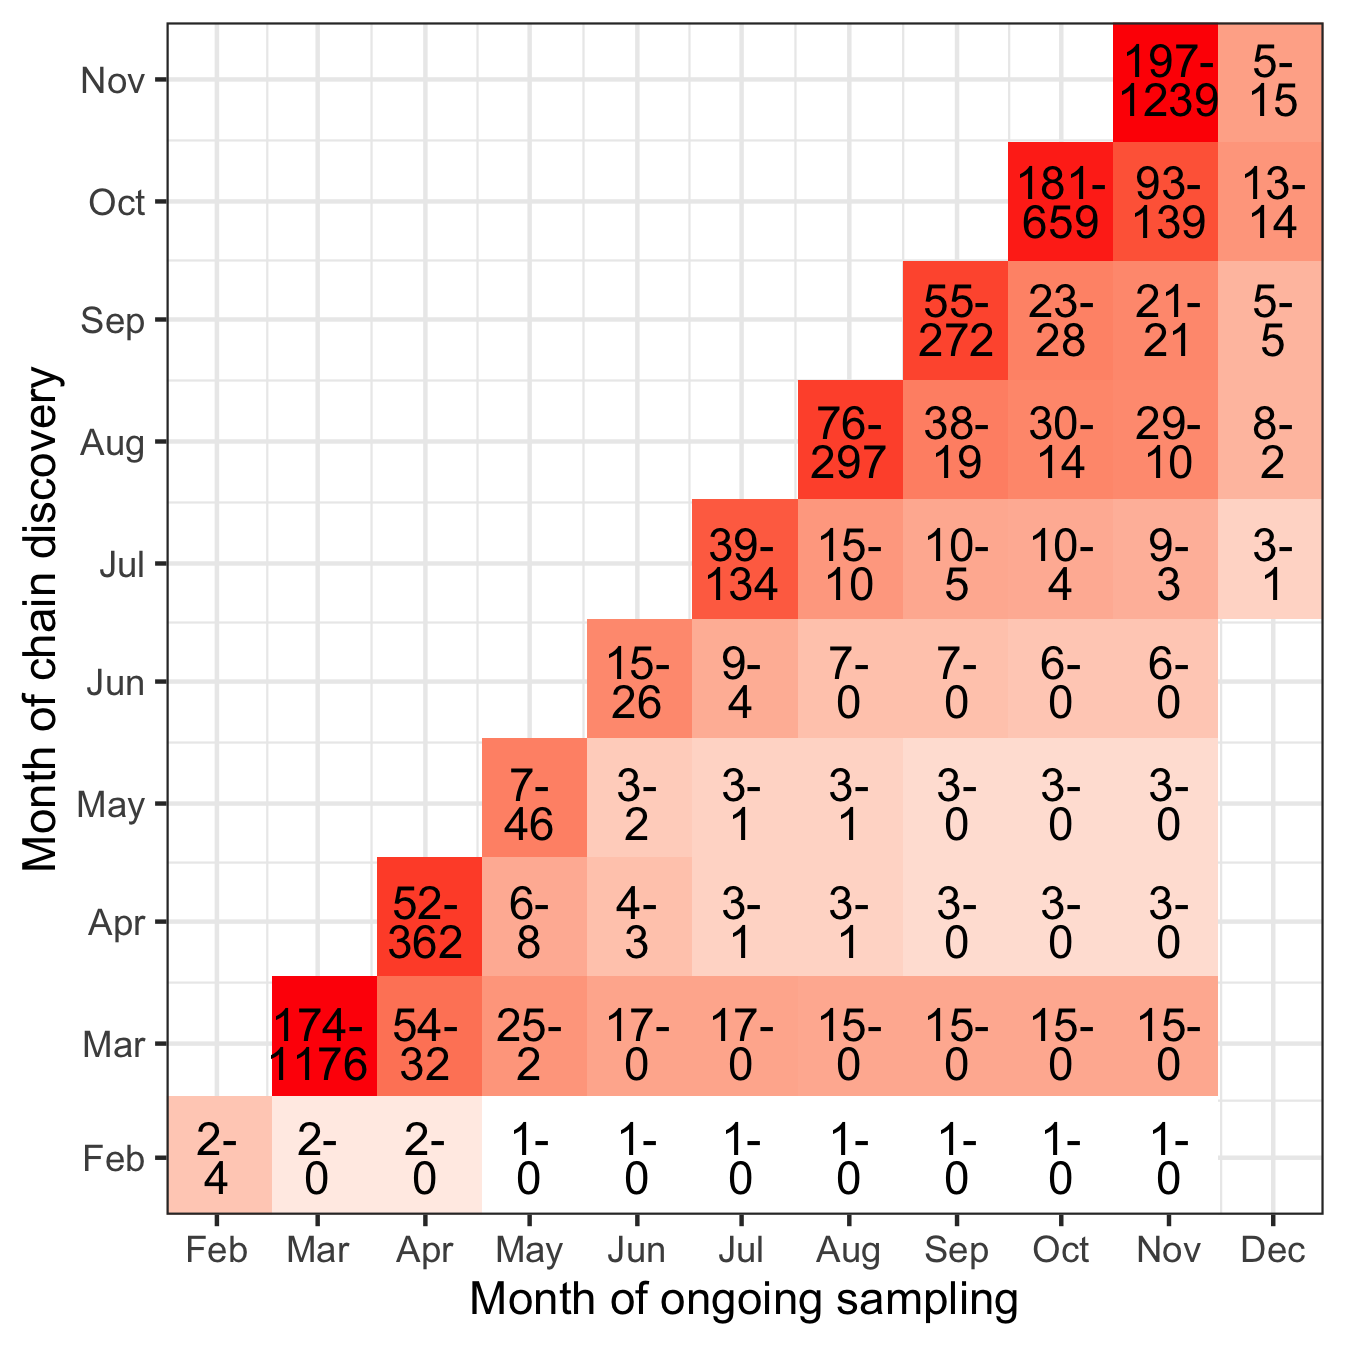 Month of chain discovery
Nov
197- 5-
1239 15
Oct
181- 93- 13-
659 139 14
Sep
55- 23- 21- 5-
272 28 21 5
Aug
76- 38- 30- 29- 8-
297 19 14 10 2
Jul
39- 15- 10- 10- 9- 3-
134 10 5 4 3 1
Jun
15- 9- 7- 7- 6- 6-
26 4 0 0 0 0
May
7- 3- 3- 3- 3- 3- 3-
46 2 1 1 0 0 0
Apr
52- 6- 4- 3- 3- 3- 3- 3-
362 8 3 1 1 0 0 0
Mar
174- 54- 25- 17- 17- 15- 15- 15- 15-
1176 32 2 0 0 0 0 0 0
Feb
2- 2- 2- 1- 1- 1- 1- 1- 1- 1-
4 0 0 0 0 0 0 0 0 0
Feb Mar Apr May Jun Jul Aug Sep Oct Nov Dec
Month of ongoing sampling